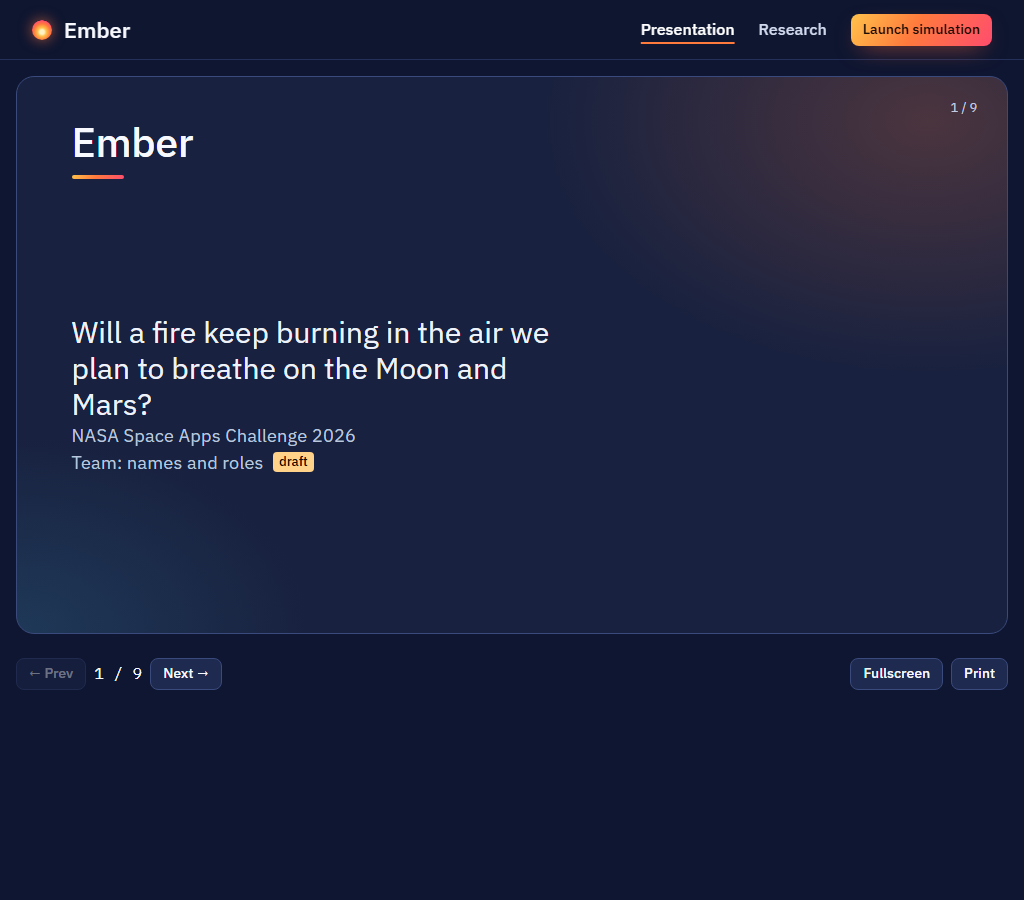 Ember
Presentation
Research
Launch simulation
1 / 9
Ember
Will a fire keep burning in the air we
plan to breathe on the Moon and
Mars?
NASA Space Apps Challenge 2026
Team: names and roles draft
← Prev
1 / 9
Next →
Fullscreen
Print